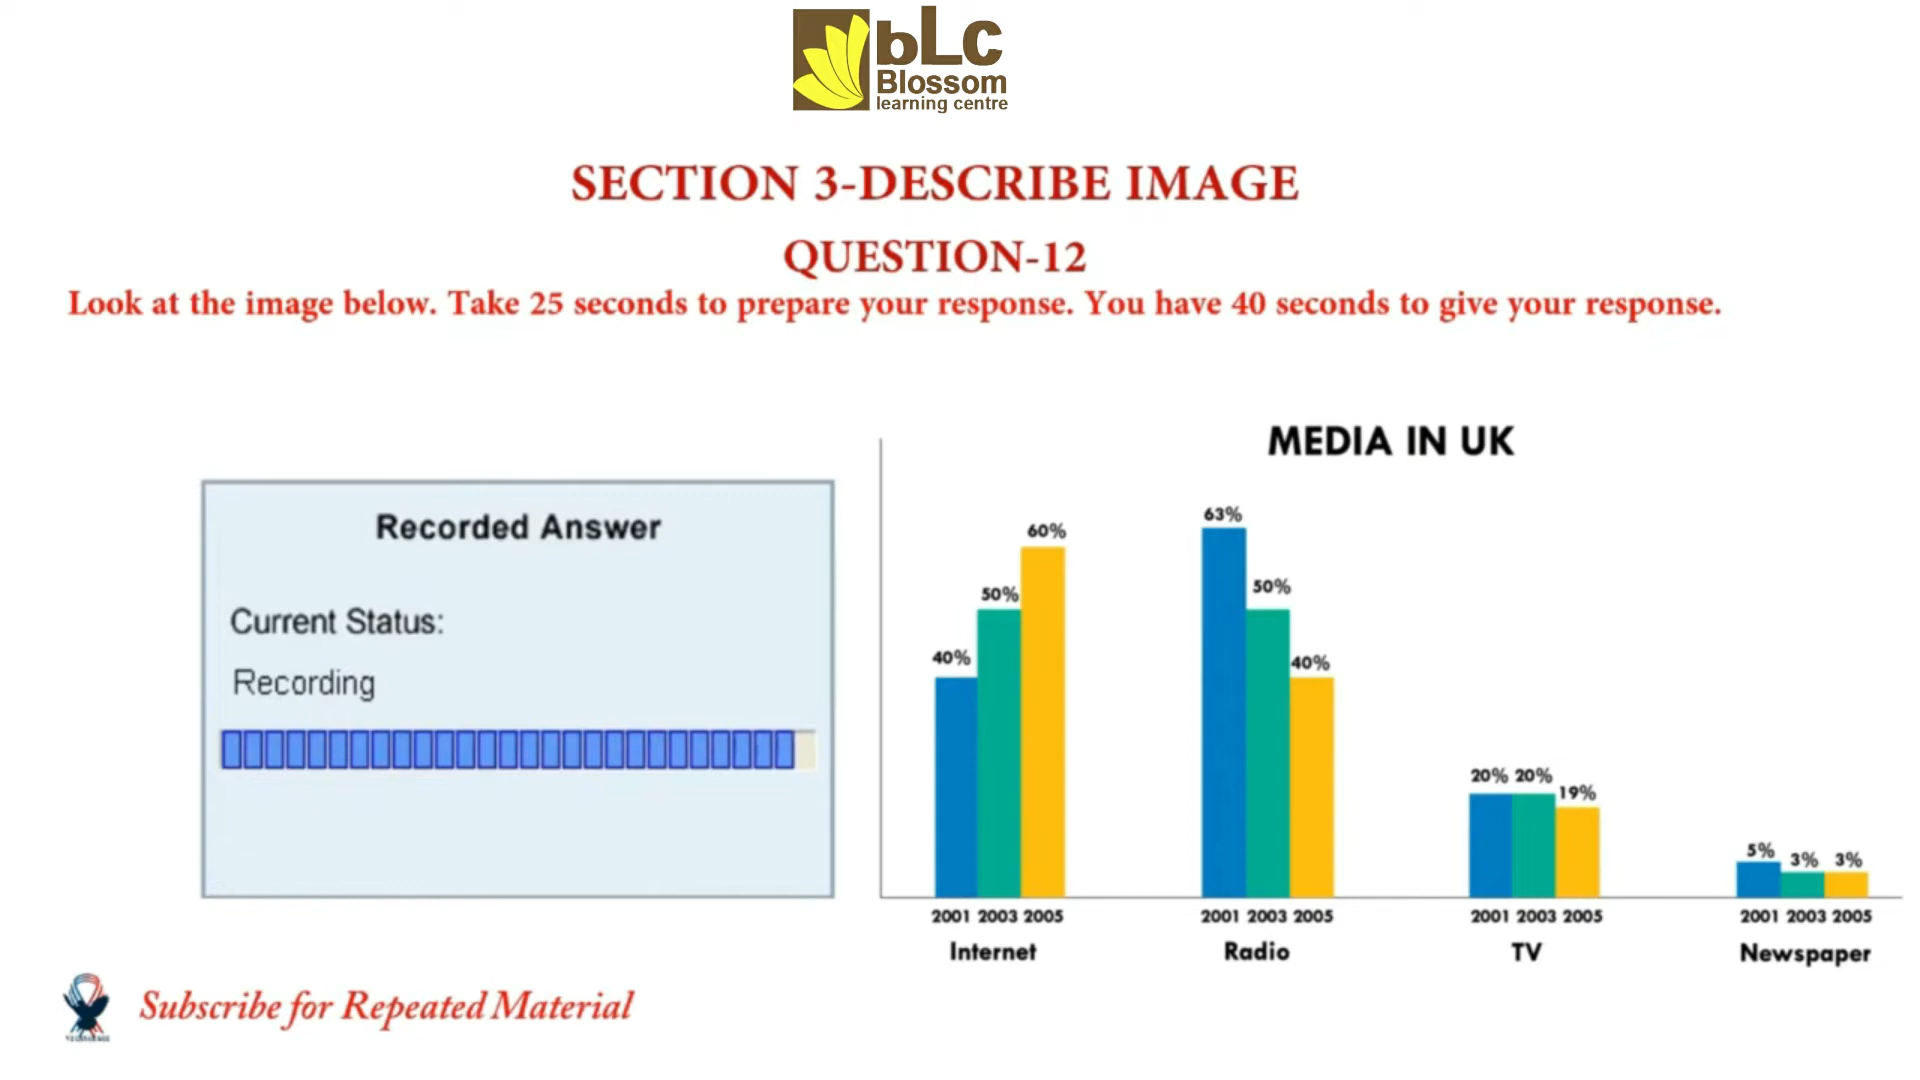 bLc
Blossom
learning centre
SECTION 3-DESCRIBE IMAGE
QUESTION-12
Look at the image below. Take 25 seconds to prepare your response. You have 40 seconds to give your response.
Recorded Answer
Current Status:
Recording
MEDIA IN UK
40% 50% 60%
63% 50% 40%
20% 20% 19%
5% 3% 3%
2001 2003 2005 2001 2003 2005 2001 2003 2005 2001 2003 2005
Internet Radio TV Newspaper
Subscribe for Repeated Material